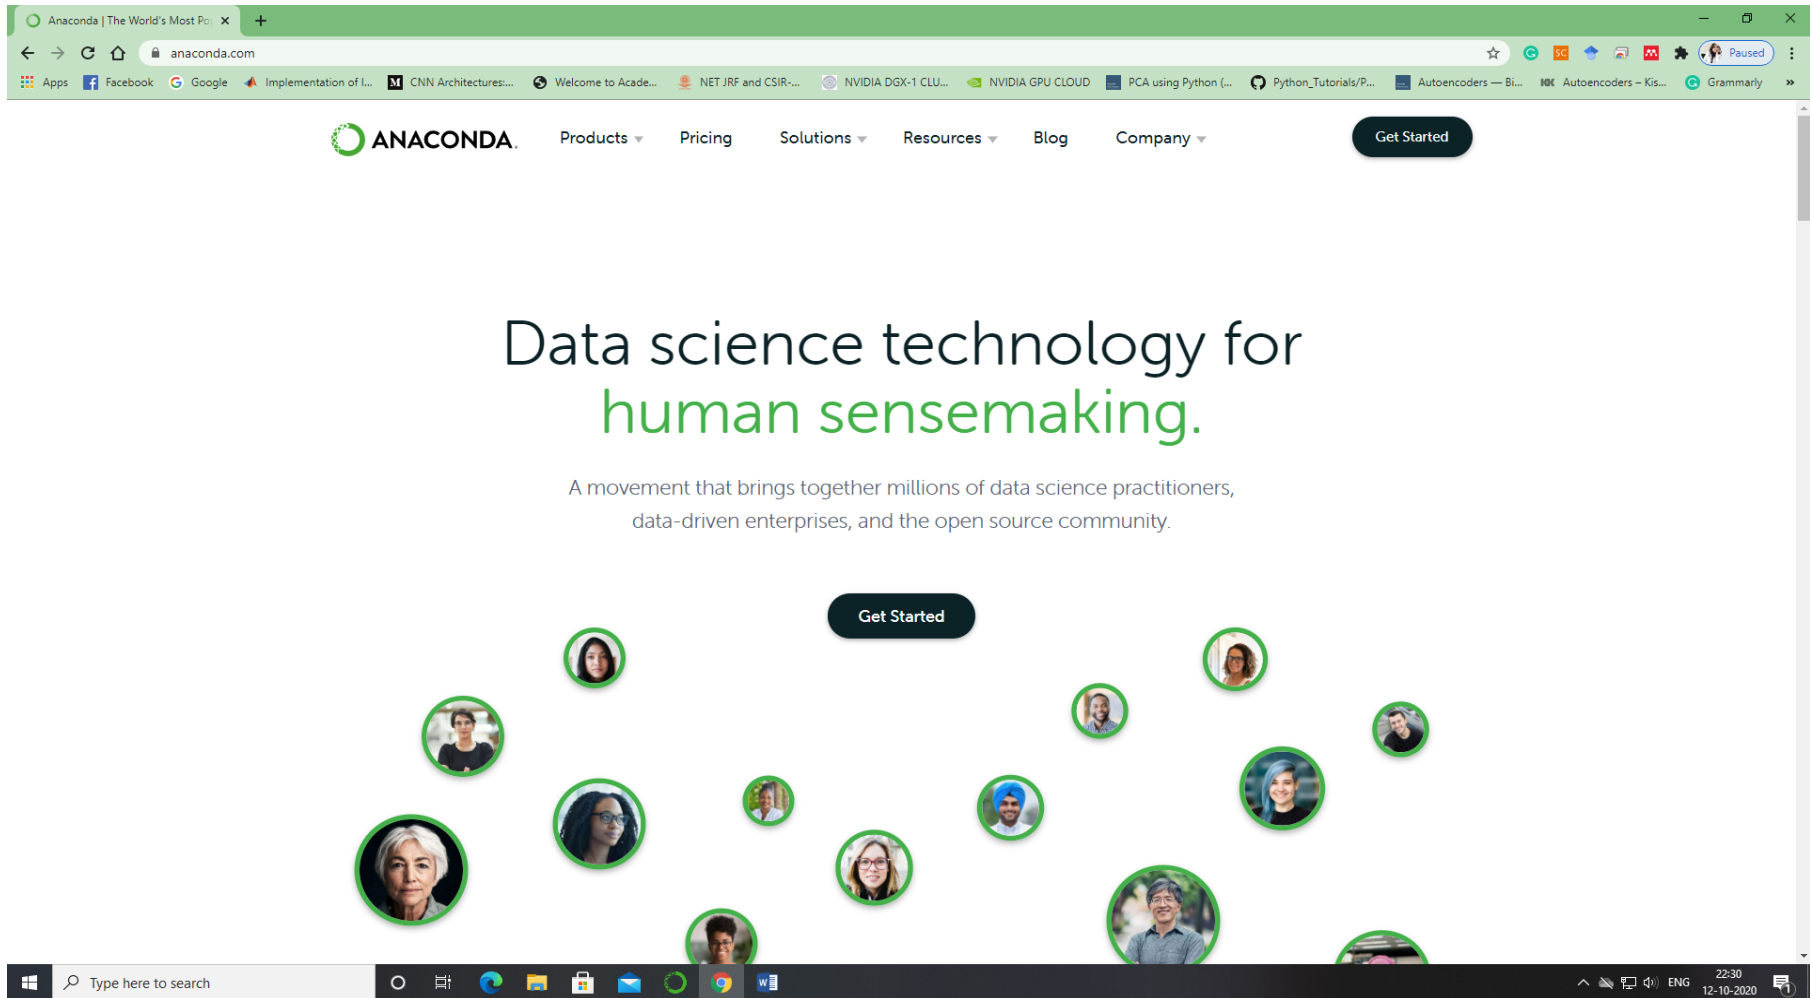 Anaconda | The World's Most Po
anaconda.com
Paused
Apps Facebook Google Implementation of I... CNN Architectures:... Welcome to Acade... NET JRF and CSIR-... NVIDIA DGX-1 CLU... NVIDIA GPU CLOUD PCA using Python (... Python_Tutorials/P... Autoencoders — Bi... Autoencoders – Kis... Grammarly »
ANACONDA. Products Pricing Solutions Resources Blog Company Get Started
Data science technology for
human sensemaking.
A movement that brings together millions of data science practitioners,
data-driven enterprises, and the open source community.
Get Started
Type here to search
ENG
22:30
12-10-2020